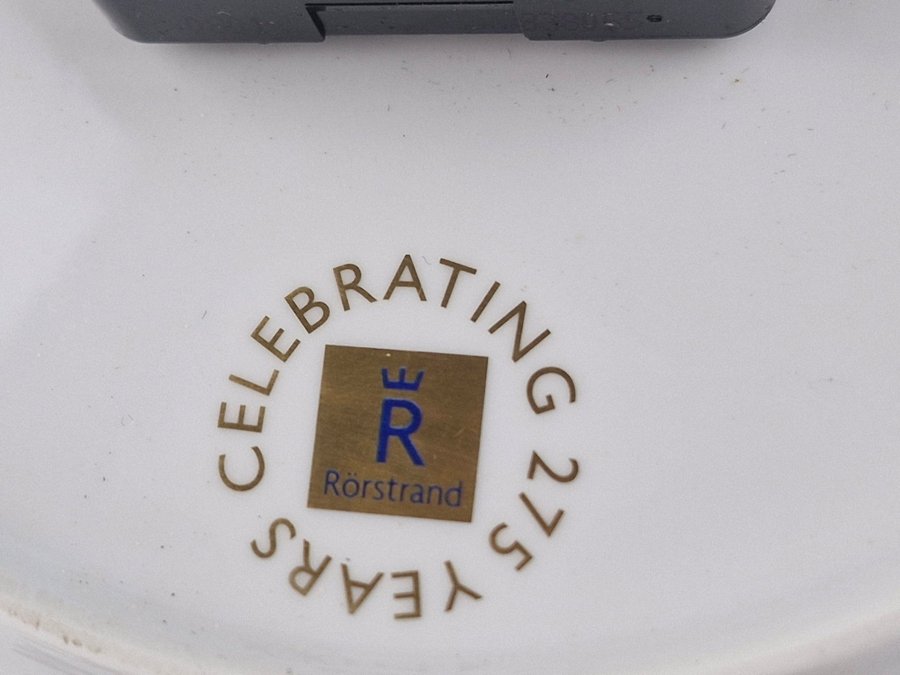 CELEBRATING 275 YEARS
R
Rörstrand